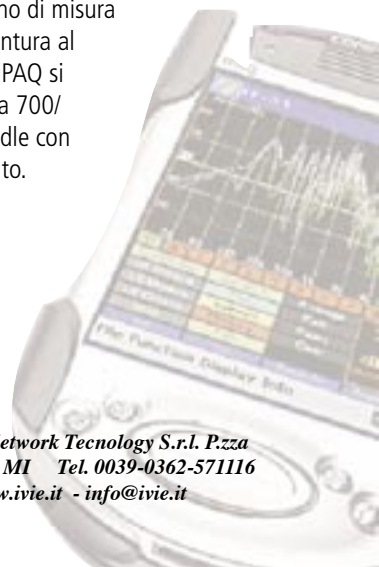 no di misura
ntura al
PAQ si
a 700/
dle con
to.
File Function Display Info
etwork Tecnology S.r.l. P.zza
MI Tel. 0039-0362-571116
w.ivie.it - info@ivie.it